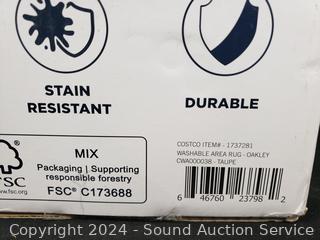 STAIN
RESISTANT
DURABLE
FSC
www.fsc.org
MIX
Packaging | Supporting
responsible forestry
FSC® C173688
COSTCO ITEM# - 1737281
WASHABLE AREA RUG - OAKLEY
CWA000038 - TAUPE
6 46760 23798 2
Copyright 2024 - Sound Auction Service